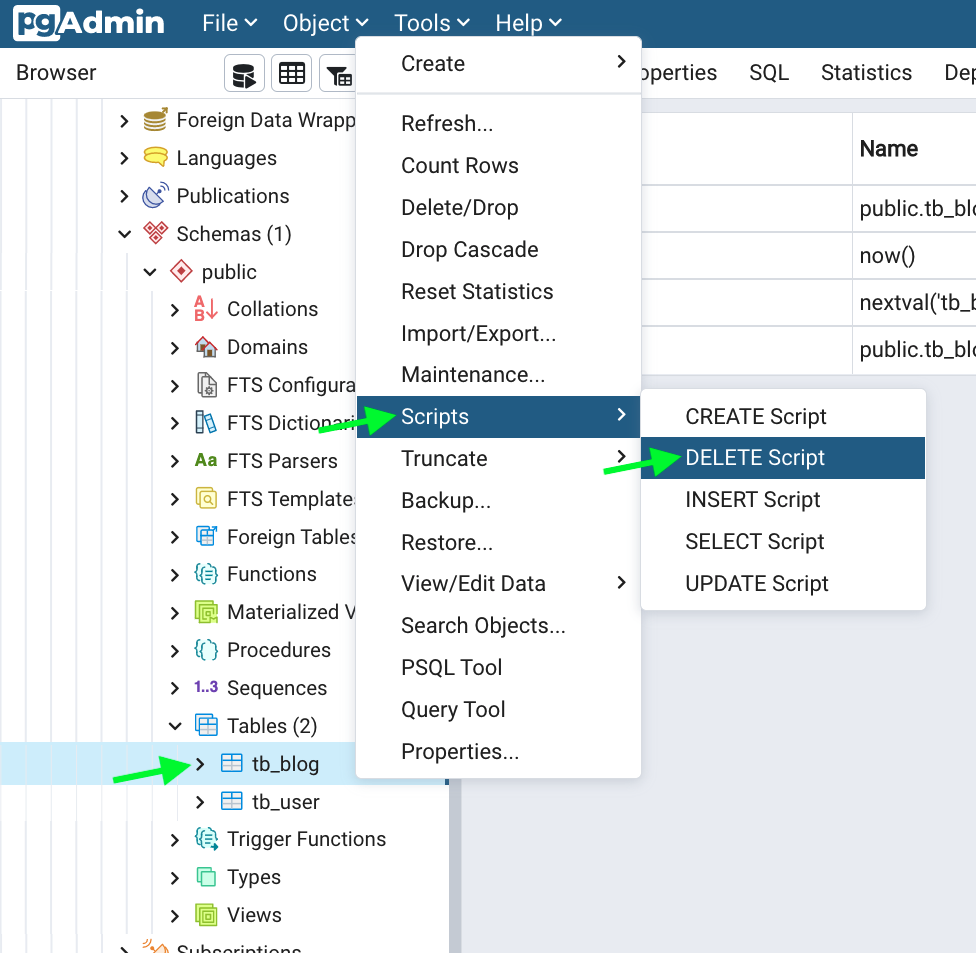 pgAdmin File Object Tools Help
Browser
operties SQL Statistics Dep
Foreign Data Wrapp
Languages
Publications
Schemas (1)
public
Collations
Domains
FTS Configura
FTS Dictionari
FTS Parsers
FTS Templates
Foreign Tables
Functions
Materialized V
Procedures
1..3 Sequences
Tables (2)
tb_blog
tb_user
Trigger Functions
Types
Views
Subscriptions
Create
Refresh...
Count Rows
Delete/Drop
Drop Cascade
Reset Statistics
Import/Export...
Maintenance...
Scripts
Truncate
Backup...
Restore...
View/Edit Data
Search Objects...
PSQL Tool
Query Tool
Properties...
CREATE Script
DELETE Script
INSERT Script
SELECT Script
UPDATE Script
Name
public.tb_blo
now()
nextval('tb_b
public.tb_blo